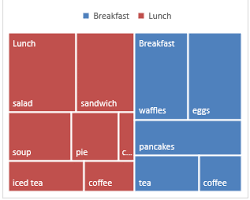 Breakfast Lunch
Lunch
Breakfast
salad
sandwich
waffles
eggs
soup
pie
c...
pancakes
iced tea
coffee
tea
coffee